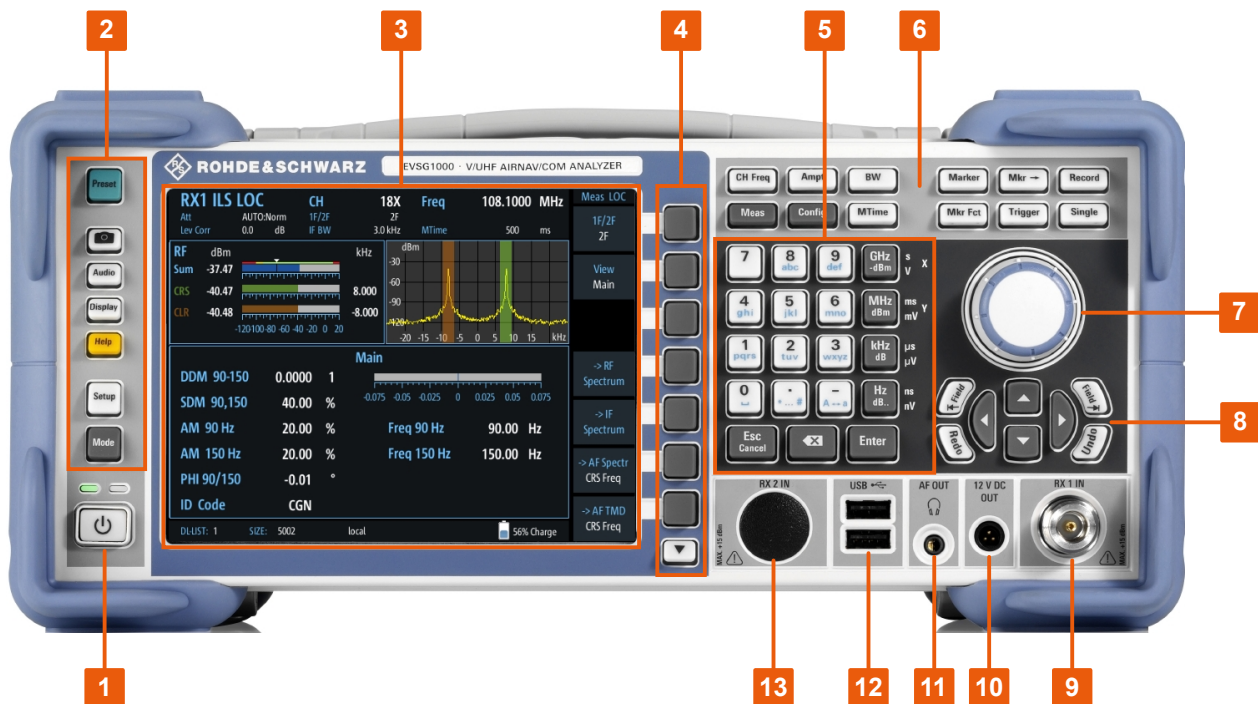 2 3 4 5 6
ROHDE&SCHWARZ EVSG1000 · V/UHF AIRNAV/COM ANALYZER
Preset
Audio
Display
Help
Setup
Mode
RX1 ILS LOC CH 18X Freq 108.1000 MHz
Att AUTO:Norm 1F/2F 2F
Lev Corr 0.0 dB IF BW 3.0 kHz MTime 500 ms
RF dBm kHz
Sum -37.47
CRS -40.47 8.000
CLR -40.48 -8.000
-120 100 -80 -60 -40 -20 0 20
dBm
-30
-60
-90
-120
-20 -15 -10 -5 0 5 10 15 kHz
Main
DDM 90-150 0.0000 1
-0.075 -0.05 -0.025 0 0.025 0.05 0.075
SDM 90,150 40.00 %
AM 90 Hz 20.00 % Freq 90 Hz 90.00 Hz
AM 150 Hz 20.00 % Freq 150 Hz 150.00 Hz
PHI 90/150 -0.01 °
ID Code CGN
DI-LIST: 1 SIZE: 5002 local 56% Charge
Meas LOC
1F/2F
2F
View
Main
-> RF
Spectrum
-> IF
Spectrum
-> AF Spectr
CRS Freq
-> AF TMD
CRS Freq
CH Freq Ampt BW Marker Mkr → Record
Meas Config MTime Mkr Fct Trigger Single
7 8 abc 9 def GHz -dBm s V X
4 ghi 5 jkl 6 mno MHz dBm ms mV Y
1 pqrs 2 tuv 3 wxyz kHz dB µs µV
0 . * ... # – A↔a Hz dB.. ns nV
Esc Cancel Enter
Field Field
Redo Undo
7
8
RX 2 IN USB AF OUT 12 V DC OUT RX 1 IN
MAX. +15 dBm MAX. +15 dBm
1 13 12 11 10 9